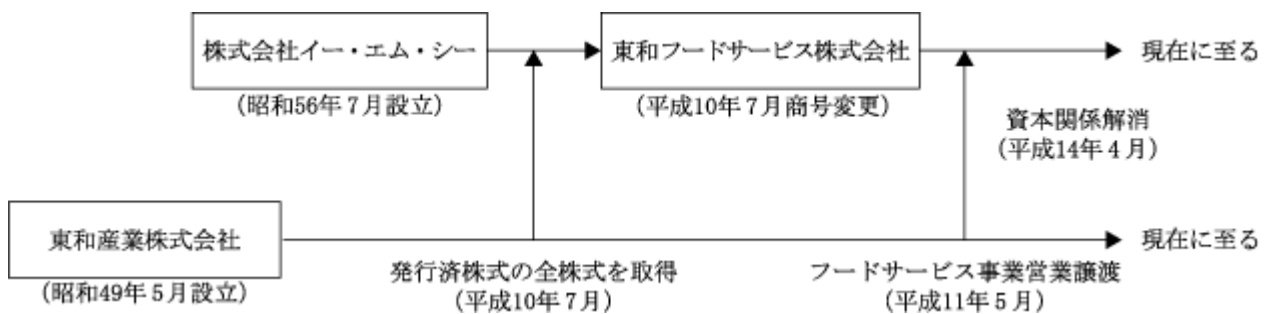 株式会社イー・エム・シー
(昭和56年7月設立)
東和フードサービス株式会社
(平成10年7月商号変更)
現在に至る
資本関係解消
(平成14年4月)
東和産業株式会社
(昭和49年5月設立)
現在に至る
発行済株式の全株式を取得
(平成10年7月)
フードサービス事業営業譲渡
(平成11年5月)